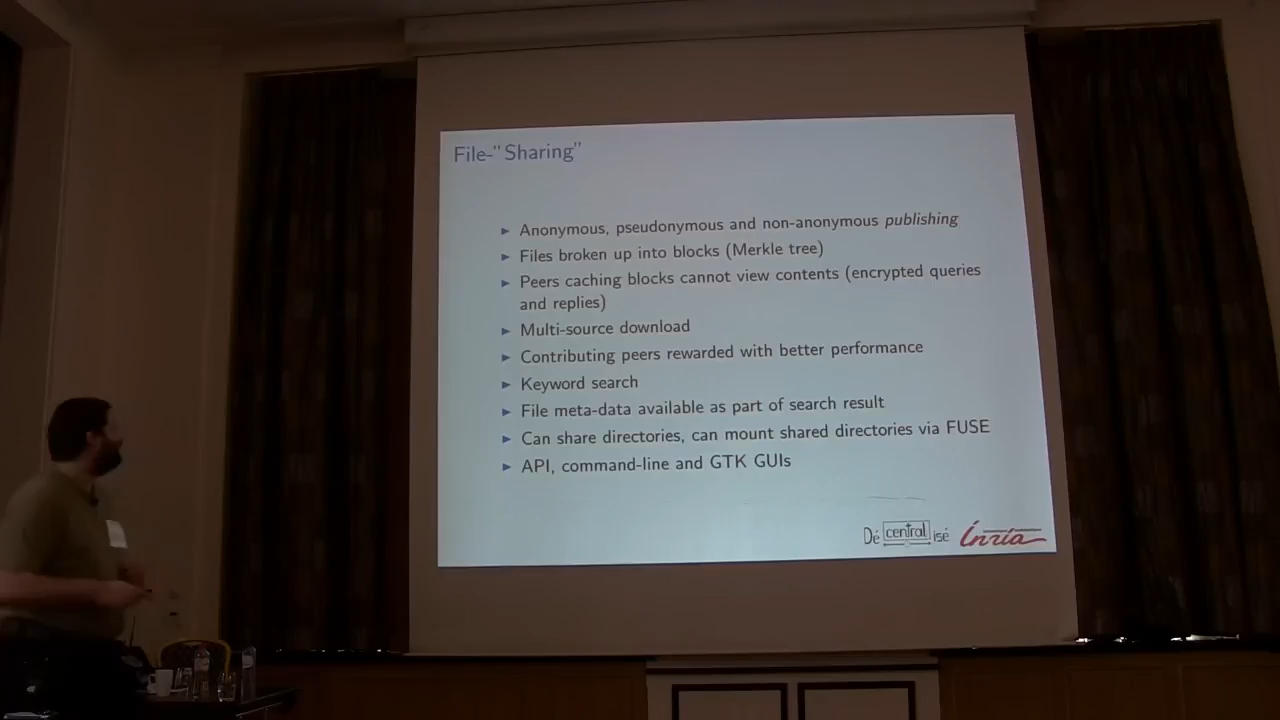 File-"Sharing"
► Anonymous, pseudonymous and non-anonymous publishing
► Files broken up into blocks (Merkle tree)
► Peers caching blocks cannot view contents (encrypted queries
and replies)
► Multi-source download
► Contributing peers rewarded with better performance
► Keyword search
► File meta-data available as part of search result
► Can share directories, can mount shared directories via FUSE
► API, command-line and GTK GUIs
Dé central isé Inria